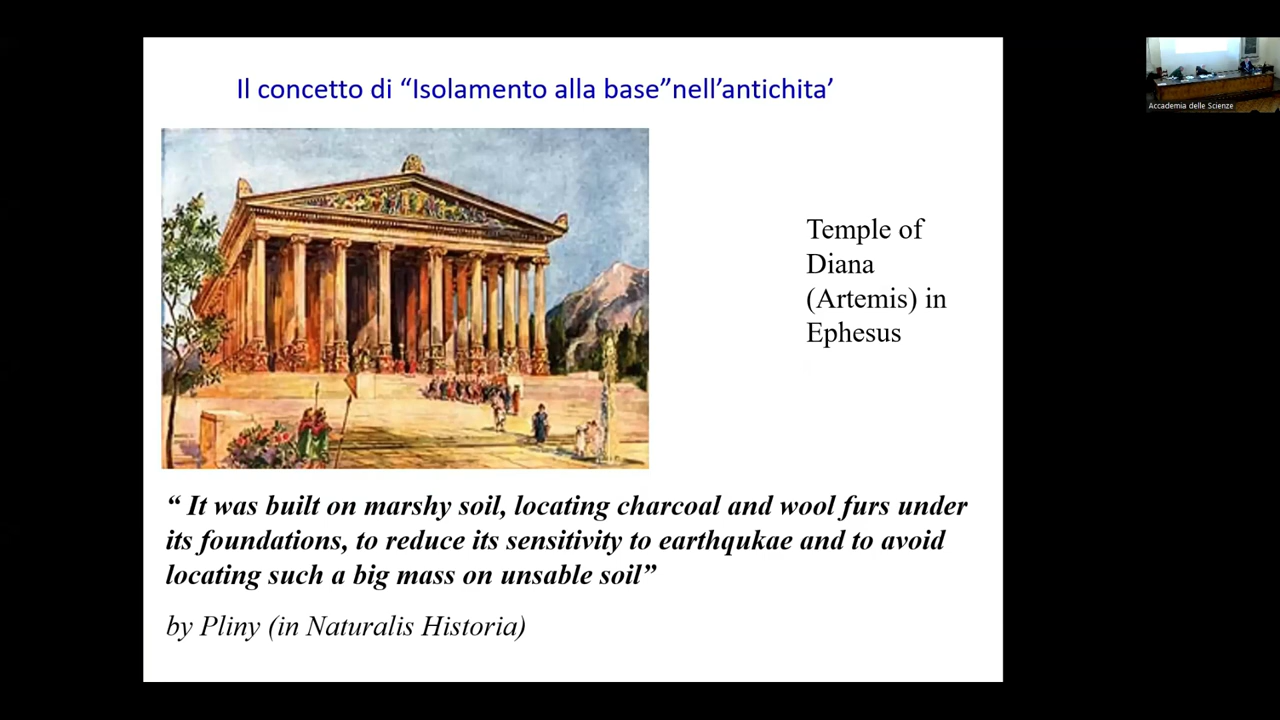 Il concetto di “Isolamento alla base”nell’antichita’
Accademia delle Scienze
Temple of
Diana
(Artemis) in
Ephesus
“ It was built on marshy soil, locating charcoal and wool furs under
its foundations, to reduce its sensitivity to earthqukae and to avoid
locating such a big mass on unsable soil”
by Pliny (in Naturalis Historia)